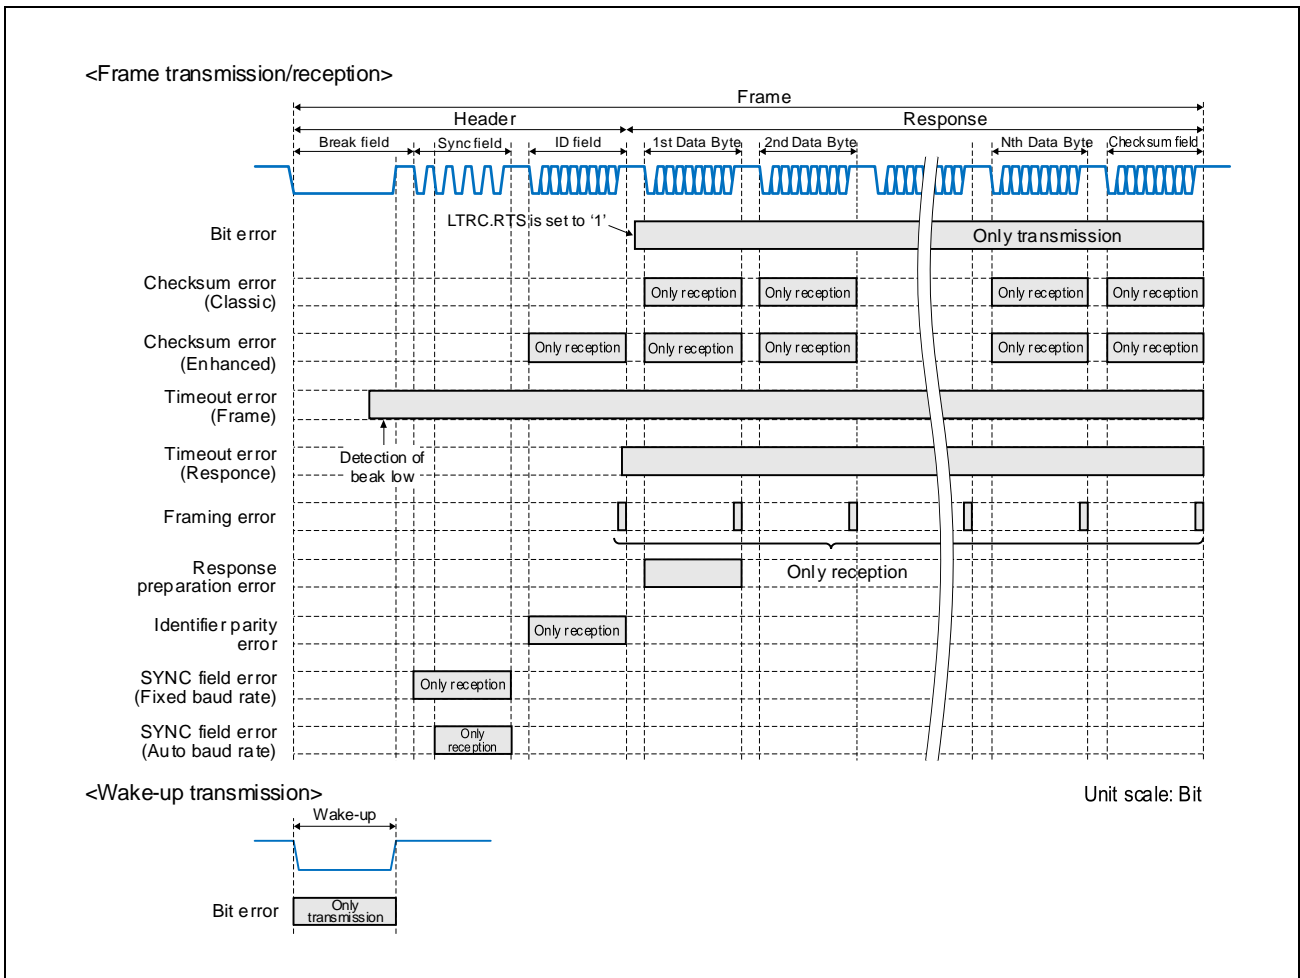 <Frame transmission/reception>
Frame
Header
Response
Break field
Sync field
ID field
1st Data Byte
2nd Data Byte
Nth Data Byte
Checksum field
LTRC.RTS is set to ‘1’
Bit error
Only transmission
Checksum error
(Classic)
Only reception
Only reception
Only reception
Only reception
Checksum error
(Enhanced)
Only reception
Only reception
Only reception
Only reception
Only reception
Timeout error
(Frame)
Detection of
beak low
Timeout error
(Responce)
Framing error
Only reception
Response
preparation error
Identifier parity
error
Only reception
SYNC field error
(Fixed baud rate)
Only reception
SYNC field error
(Auto baud rate)
Only
reception
<Wake-up transmission>
Unit scale: Bit
Wake-up
Bit error
Only
transmission